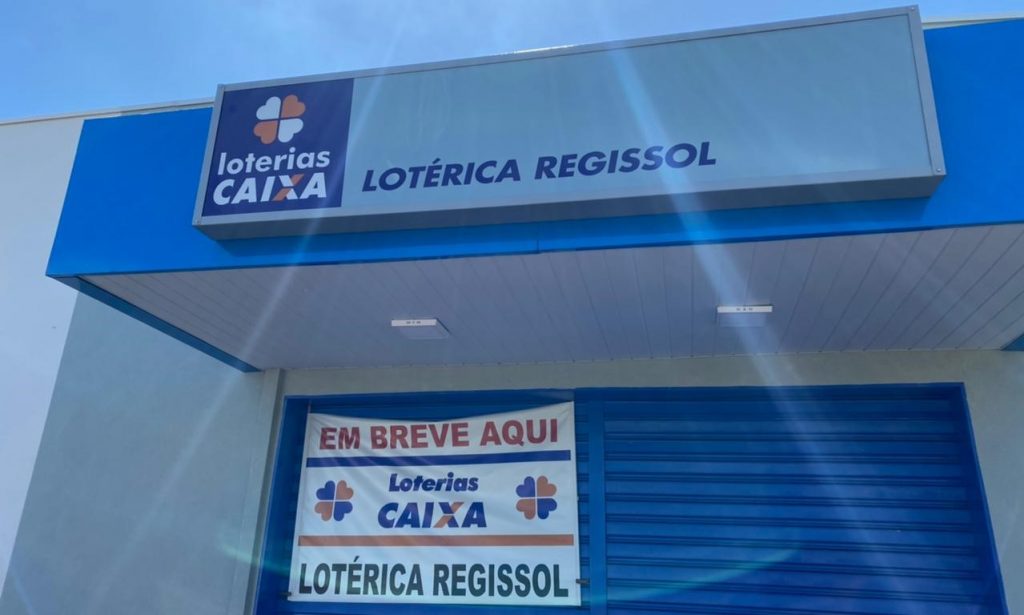 loterias
CAIXA
LOTÉRICA REGISSOL
EM BREVE AQUI
Loterias
CAIXA
LOTÉRICA REGISSOL